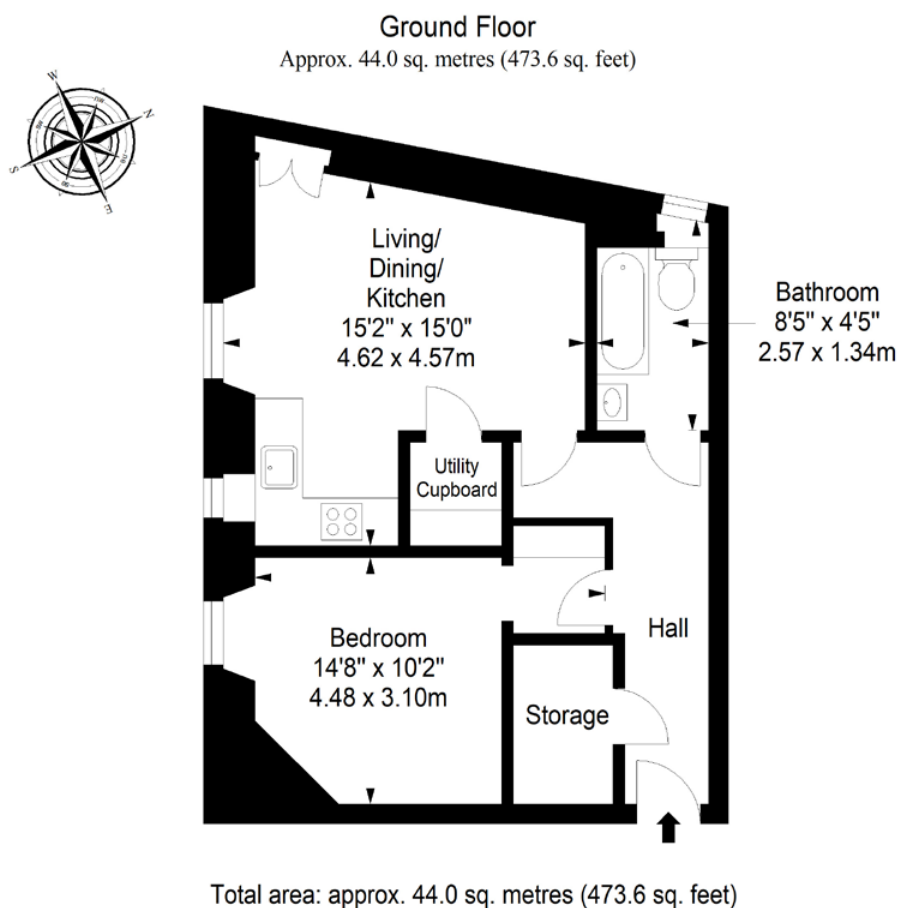 Ground Floor
Approx. 44.0 sq. metres (473.6 sq. feet)
W
N
S
E
Living/
Dining/
Kitchen
15'2" x 15'0"
4.62 x 4.57m
Bathroom
8'5" x 4'5"
2.57 x 1.34m
Utility
Cupboard
Bedroom
14'8" x 10'2"
4.48 x 3.10m
Hall
Storage
Total area: approx. 44.0 sq. metres (473.6 sq. feet)